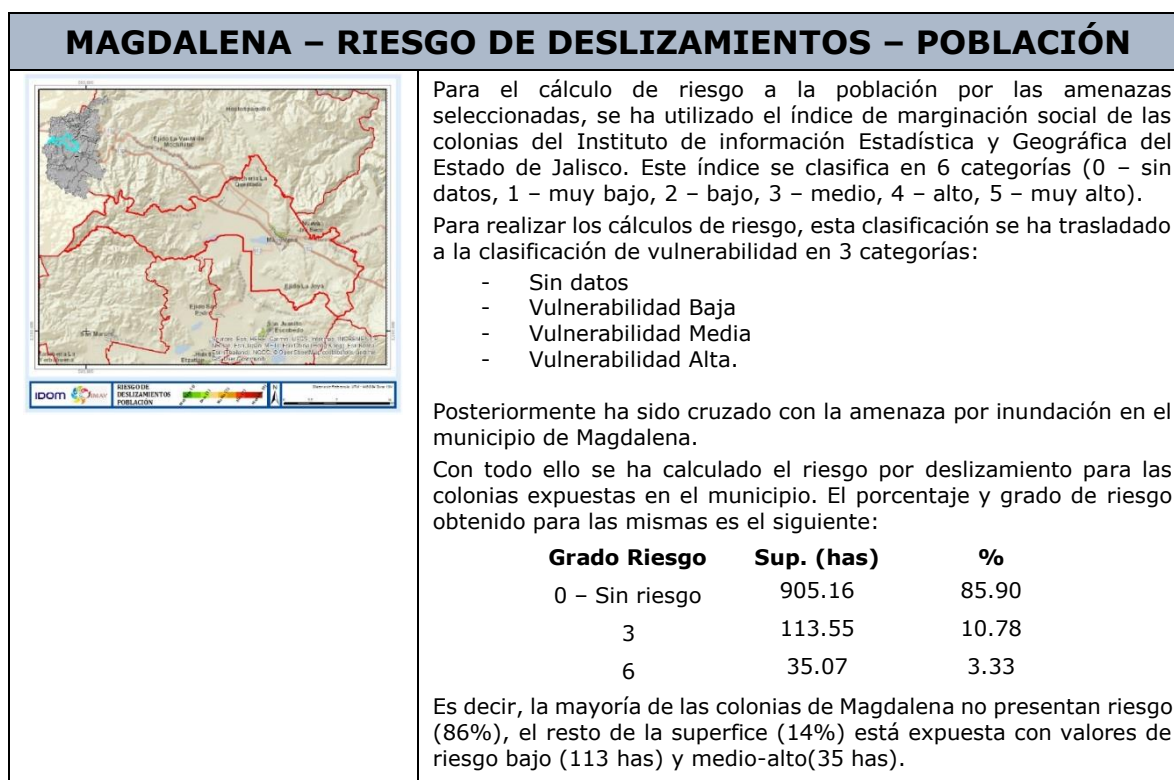 MAGDALENA – RIESGO DE DESLIZAMIENTOS – POBLACIÓN
Hostotipaquillo
Magdalena
Ejido La Joya
San Juanito
de Escobedo
IDOM
RIESGO DE
DESLIZAMIENTOS
POBLACIÓN
N
Para el cálculo de riesgo a la población por las amenazas
seleccionadas, se ha utilizado el índice de marginación social de las
colonias del Instituto de información Estadística y Geográfica del
Estado de Jalisco. Este índice se clasifica en 6 categorías (0 – sin
datos, 1 – muy bajo, 2 – bajo, 3 – medio, 4 – alto, 5 – muy alto).
Para realizar los cálculos de riesgo, esta clasificación se ha trasladado
a la clasificación de vulnerabilidad en 3 categorías:
- Sin datos
- Vulnerabilidad Baja
- Vulnerabilidad Media
- Vulnerabilidad Alta.
Posteriormente ha sido cruzado con la amenaza por inundación en el
municipio de Magdalena.
Con todo ello se ha calculado el riesgo por deslizamiento para las
colonias expuestas en el municipio. El porcentaje y grado de riesgo
obtenido para las mismas es el siguiente:
Grado Riesgo Sup. (has) %
0 – Sin riesgo 905.16 85.90
3 113.55 10.78
6 35.07 3.33
Es decir, la mayoría de las colonias de Magdalena no presentan riesgo
(86%), el resto de la superfice (14%) está expuesta con valores de
riesgo bajo (113 has) y medio-alto(35 has).